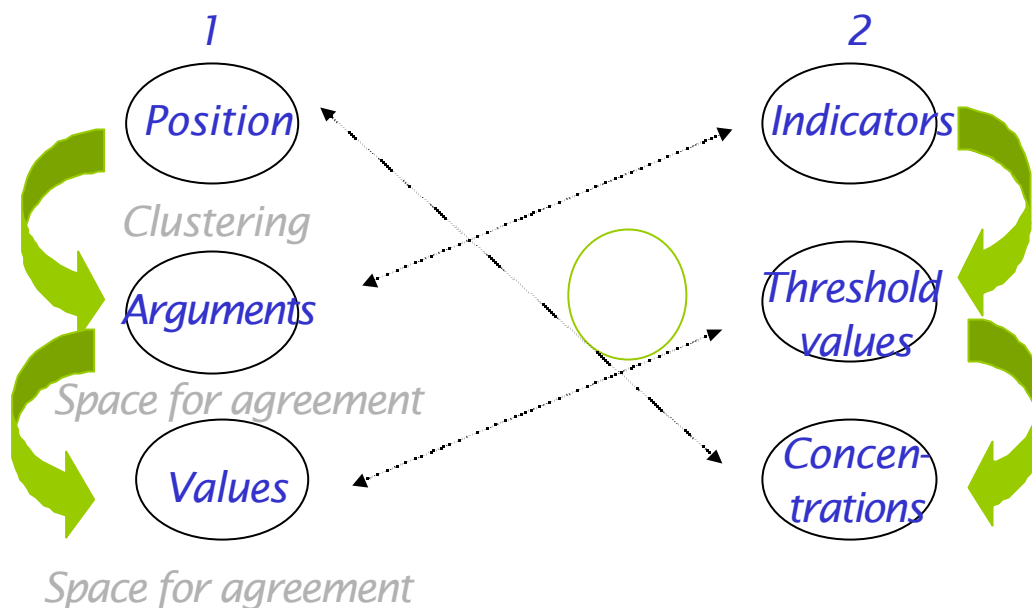 1
2
Position
Indicators
Clustering
Arguments
Threshold
values
Space for agreement
Values
Concen-
trations
Space for agreement